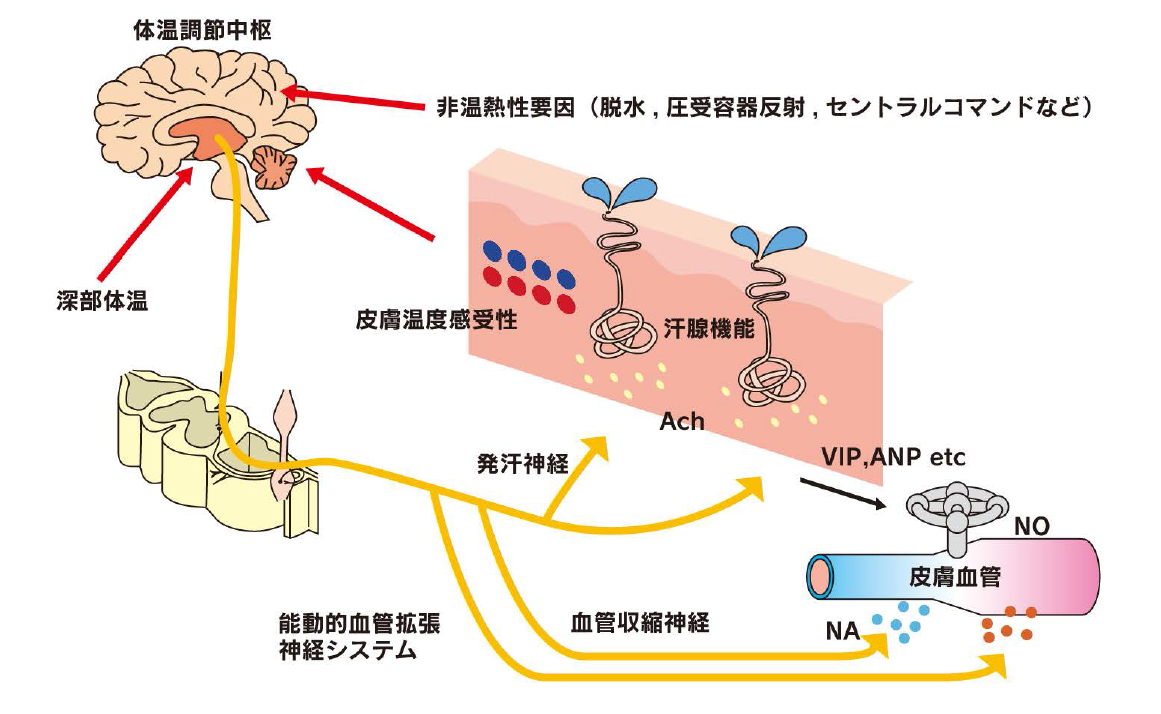 体温調節中枢
非温熱性要因（脱水 , 圧受容器反射 , セントラルコマンドなど）
深部体温
皮膚温度感受性
汗腺機能
Ach
発汗神経
VIP,ANP etc
NO
皮膚血管
NA
能動的血管拡張
神経システム
血管収縮神経